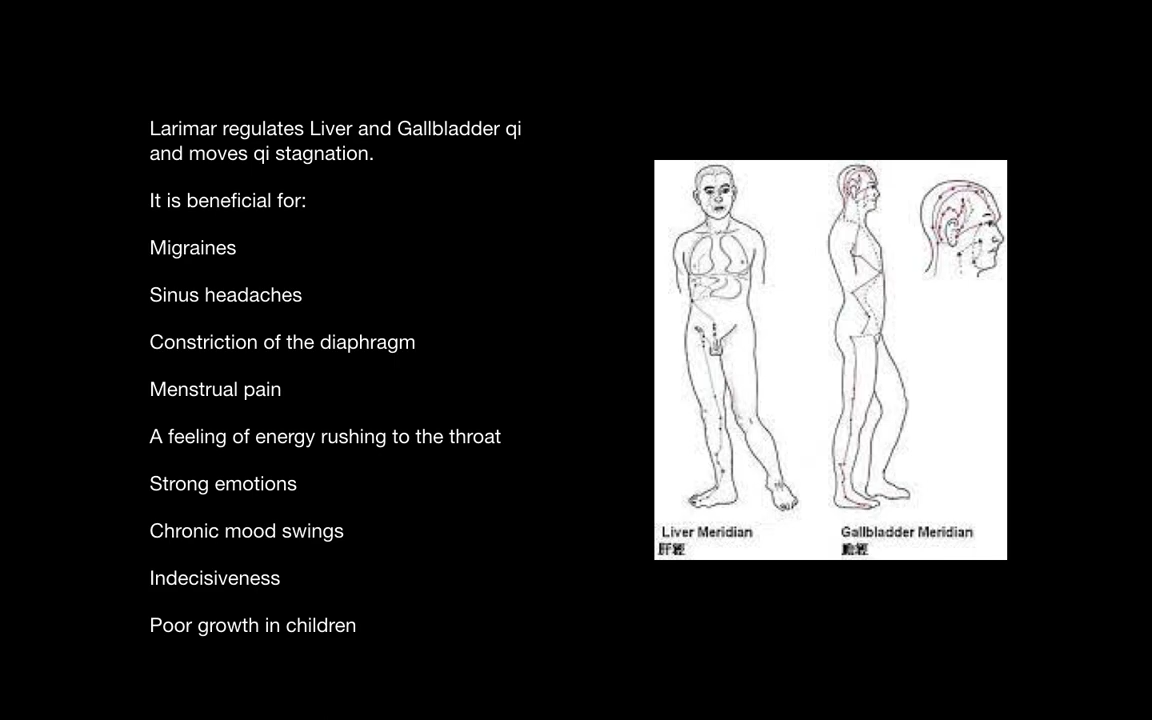 Larimar regulates Liver and Gallbladder qi
and moves qi stagnation.
It is beneficial for:
Migraines
Sinus headaches
Constriction of the diaphragm
Menstrual pain
A feeling of energy rushing to the throat
Strong emotions
Chronic mood swings
Indecisiveness
Poor growth in children
Liver Meridian
肝經
Gallbladder Meridian
膽經